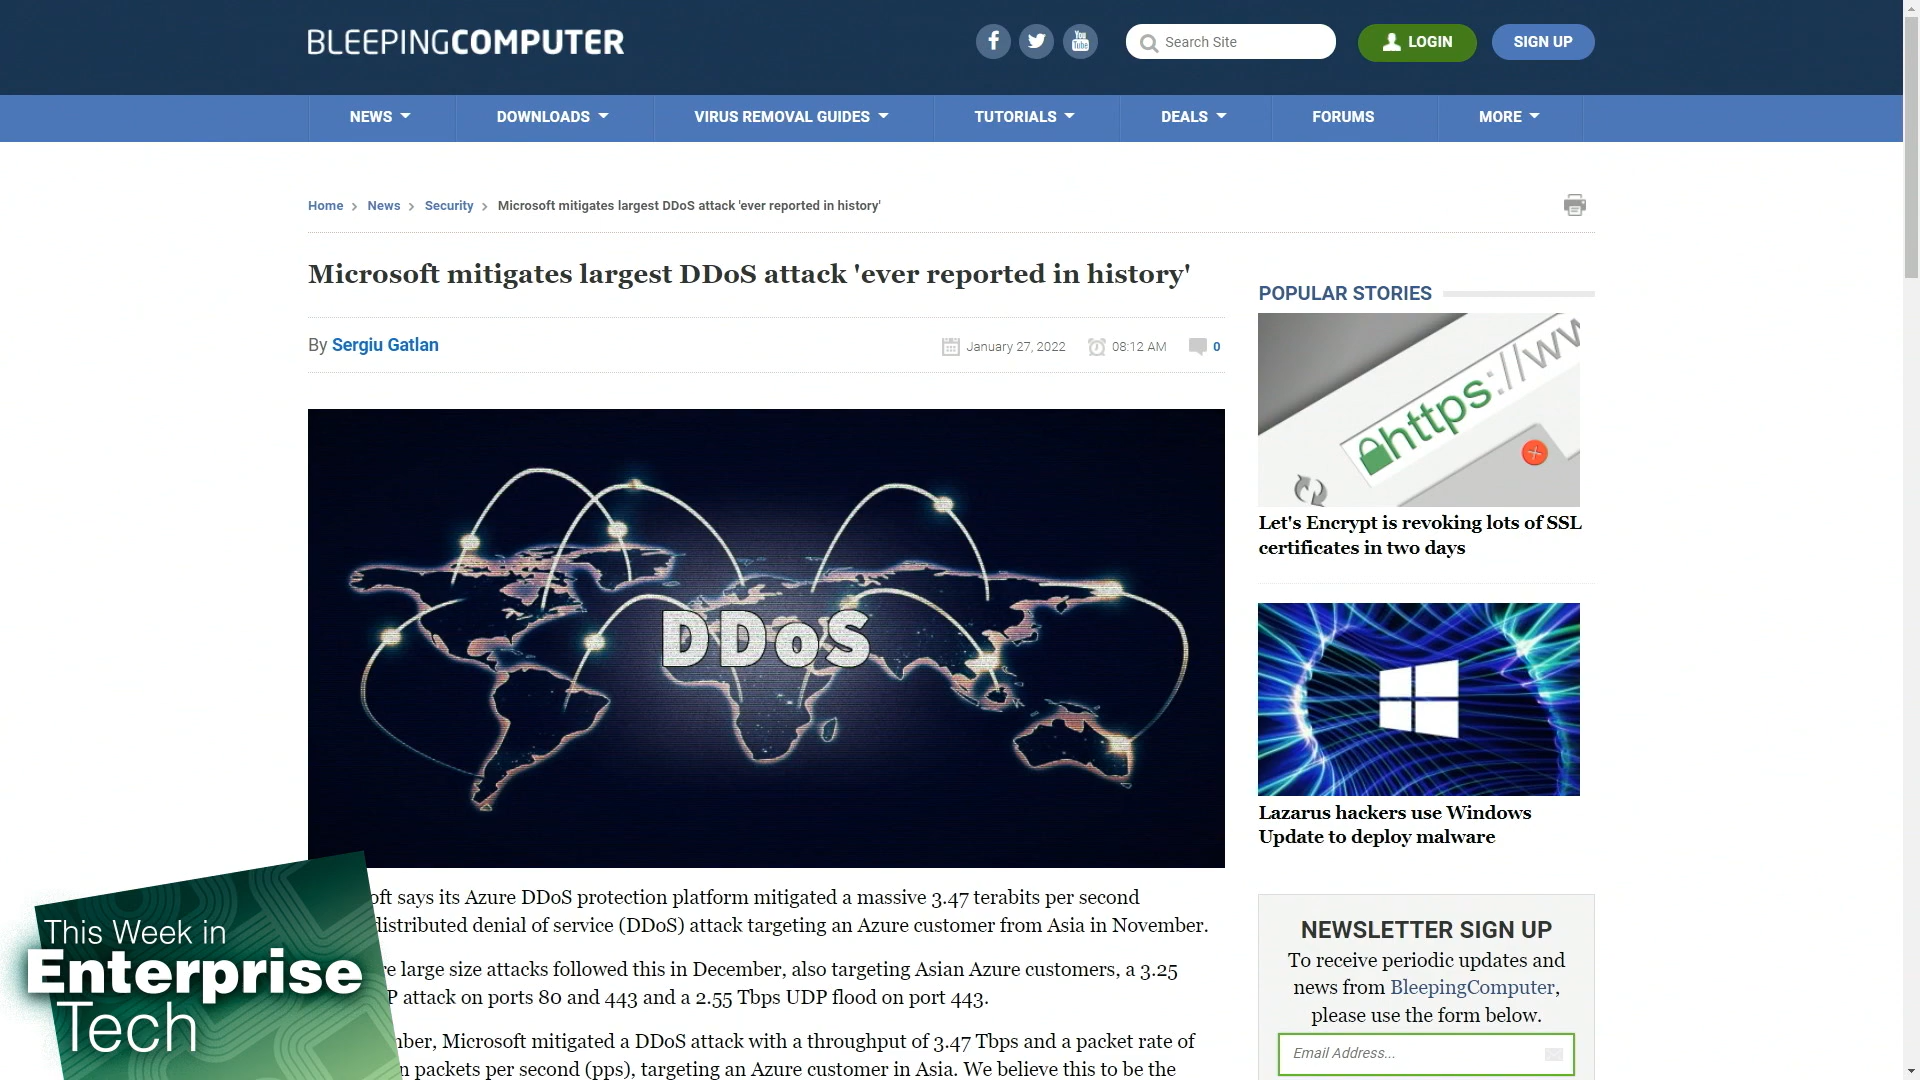 BLEEPINGCOMPUTER
f
You
Tube
Search Site
LOGIN
SIGN UP
NEWS
DOWNLOADS
VIRUS REMOVAL GUIDES
TUTORIALS
DEALS
FORUMS
MORE
Home
News
Security
Microsoft mitigates largest DDoS attack 'ever reported in history'
Microsoft mitigates largest DDoS attack 'ever reported in history'
By Sergiu Gatlan
January 27, 2022
08:12 AM
0
DDoS
oft says its Azure DDoS protection platform mitigated a massive 3.47 terabits per second
distributed denial of service (DDoS) attack targeting an Azure customer from Asia in November.
re large size attacks followed this in December, also targeting Asian Azure customers, a 3.25
P attack on ports 80 and 443 and a 2.55 Tbps UDP flood on port 443.
ber, Microsoft mitigated a DDoS attack with a throughput of 3.47 Tbps and a packet rate of
n packets per second (pps), targeting an Azure customer in Asia. We believe this to be the
POPULAR STORIES
https://ww
Let's Encrypt is revoking lots of SSL
certificates in two days
Lazarus hackers use Windows
Update to deploy malware
NEWSLETTER SIGN UP
To receive periodic updates and
news from BleepingComputer,
please use the form below.
Email Address...
This Week in
Enterprise
Tech